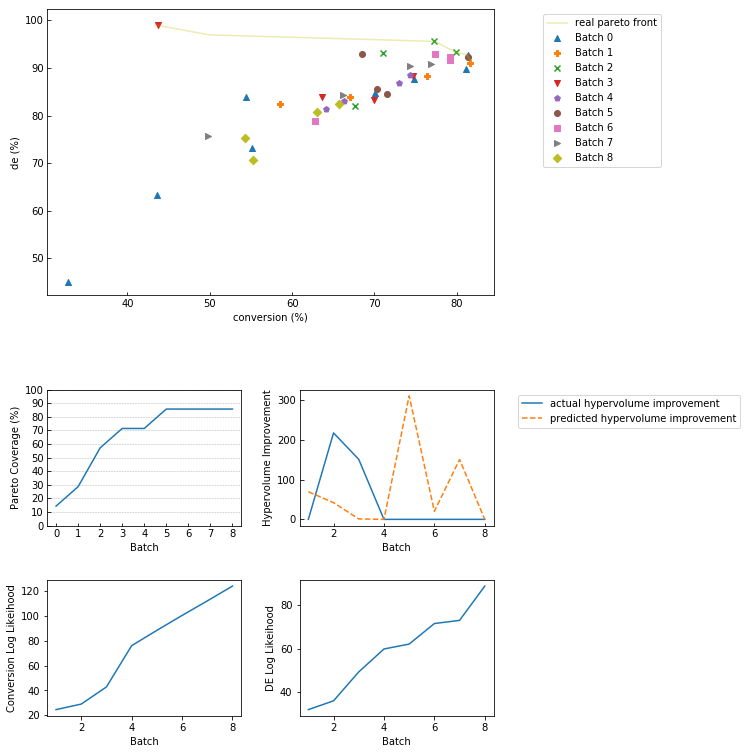 100
90
80
70
60
50
de (%)
40
50
60
70
80
conversion (%)
real pareto front
Batch 0
Batch 1
Batch 2
Batch 3
Batch 4
Batch 5
Batch 6
Batch 7
Batch 8
100
90
80
70
60
50
40
30
20
10
0
Pareto Coverage (%)
0 1 2 3 4 5 6 7 8
Batch
300
200
100
0
Hypervolume Improvement
2 4 6 8
Batch
actual hypervolume improvement
predicted hypervolume improvement
120
100
80
60
40
20
Conversion Log Likeihood
2 4 6 8
Batch
80
60
40
DE Log Likeihood
2 4 6 8
Batch